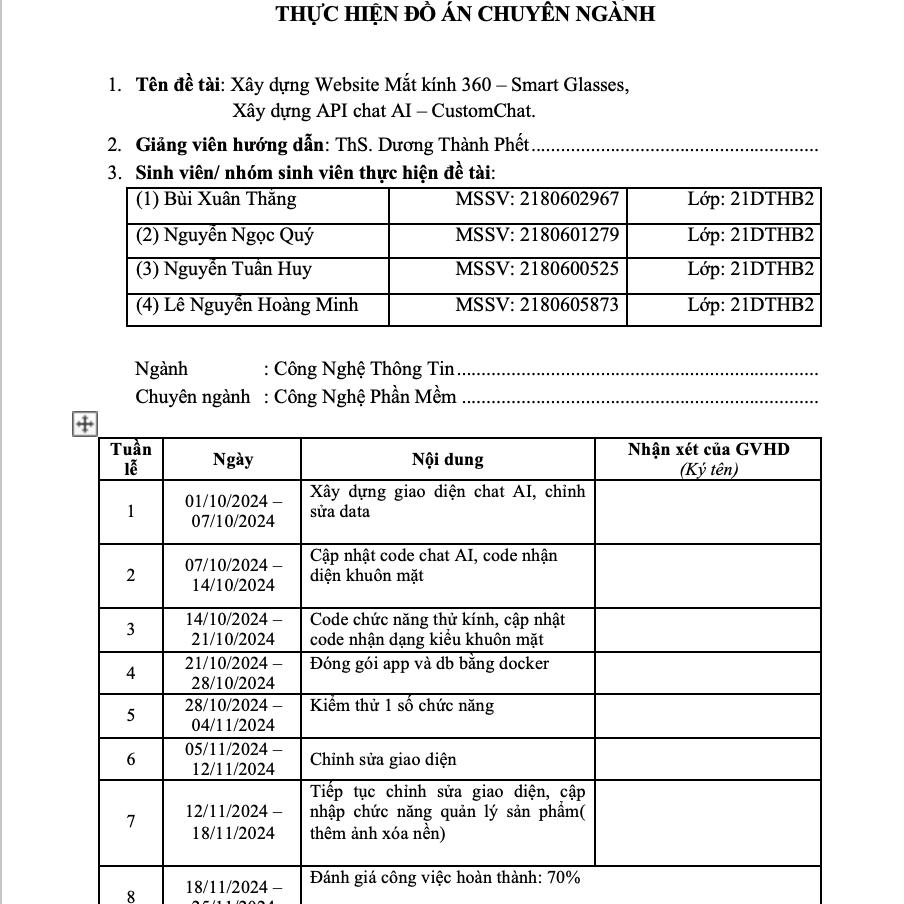 THỰC HIỆN ĐỒ ÁN CHUYÊN NGÀNH
1. Tên đề tài: Xây dựng Website Mắt kính 360 – Smart Glasses,
Xây dựng API chat AI – CustomChat.
2. Giảng viên hướng dẫn: ThS. Dương Thành Phết
3. Sinh viên/ nhóm sinh viên thực hiện đề tài:
(1) Bùi Xuân Thắng MSSV: 2180602967 Lớp: 21DTHB2
(2) Nguyễn Ngọc Quý MSSV: 2180601279 Lớp: 21DTHB2
(3) Nguyễn Tuấn Huy MSSV: 2180600525 Lớp: 21DTHB2
(4) Lê Nguyễn Hoàng Minh MSSV: 2180605873 Lớp: 21DTHB2
Ngành : Công Nghệ Thông Tin
Chuyên ngành : Công Nghệ Phần Mềm
Tuần lễ Ngày Nội dung Nhận xét của GVHD
(Ký tên)
1 01/10/2024 – 07/10/2024 Xây dựng giao diện chat AI, chỉnh
sửa data
2 07/10/2024 – 14/10/2024 Cập nhật code chat AI, code nhận
diện khuôn mặt
3 14/10/2024 – 21/10/2024 Code chức năng thử kính, cập nhật
code nhận dạng kiểu khuôn mặt
4 21/10/2024 – 28/10/2024 Đóng gói app và db bằng docker
5 28/10/2024 – 04/11/2024 Kiểm thử 1 số chức năng
6 05/11/2024 – 12/11/2024 Chỉnh sửa giao diện
7 12/11/2024 – 18/11/2024 Tiếp tục chỉnh sửa giao diện, cập
nhập chức năng quản lý sản phẩm(
thêm ảnh xóa nền)
8 18/11/2024 – Đánh giá công việc hoàn thành: 70%